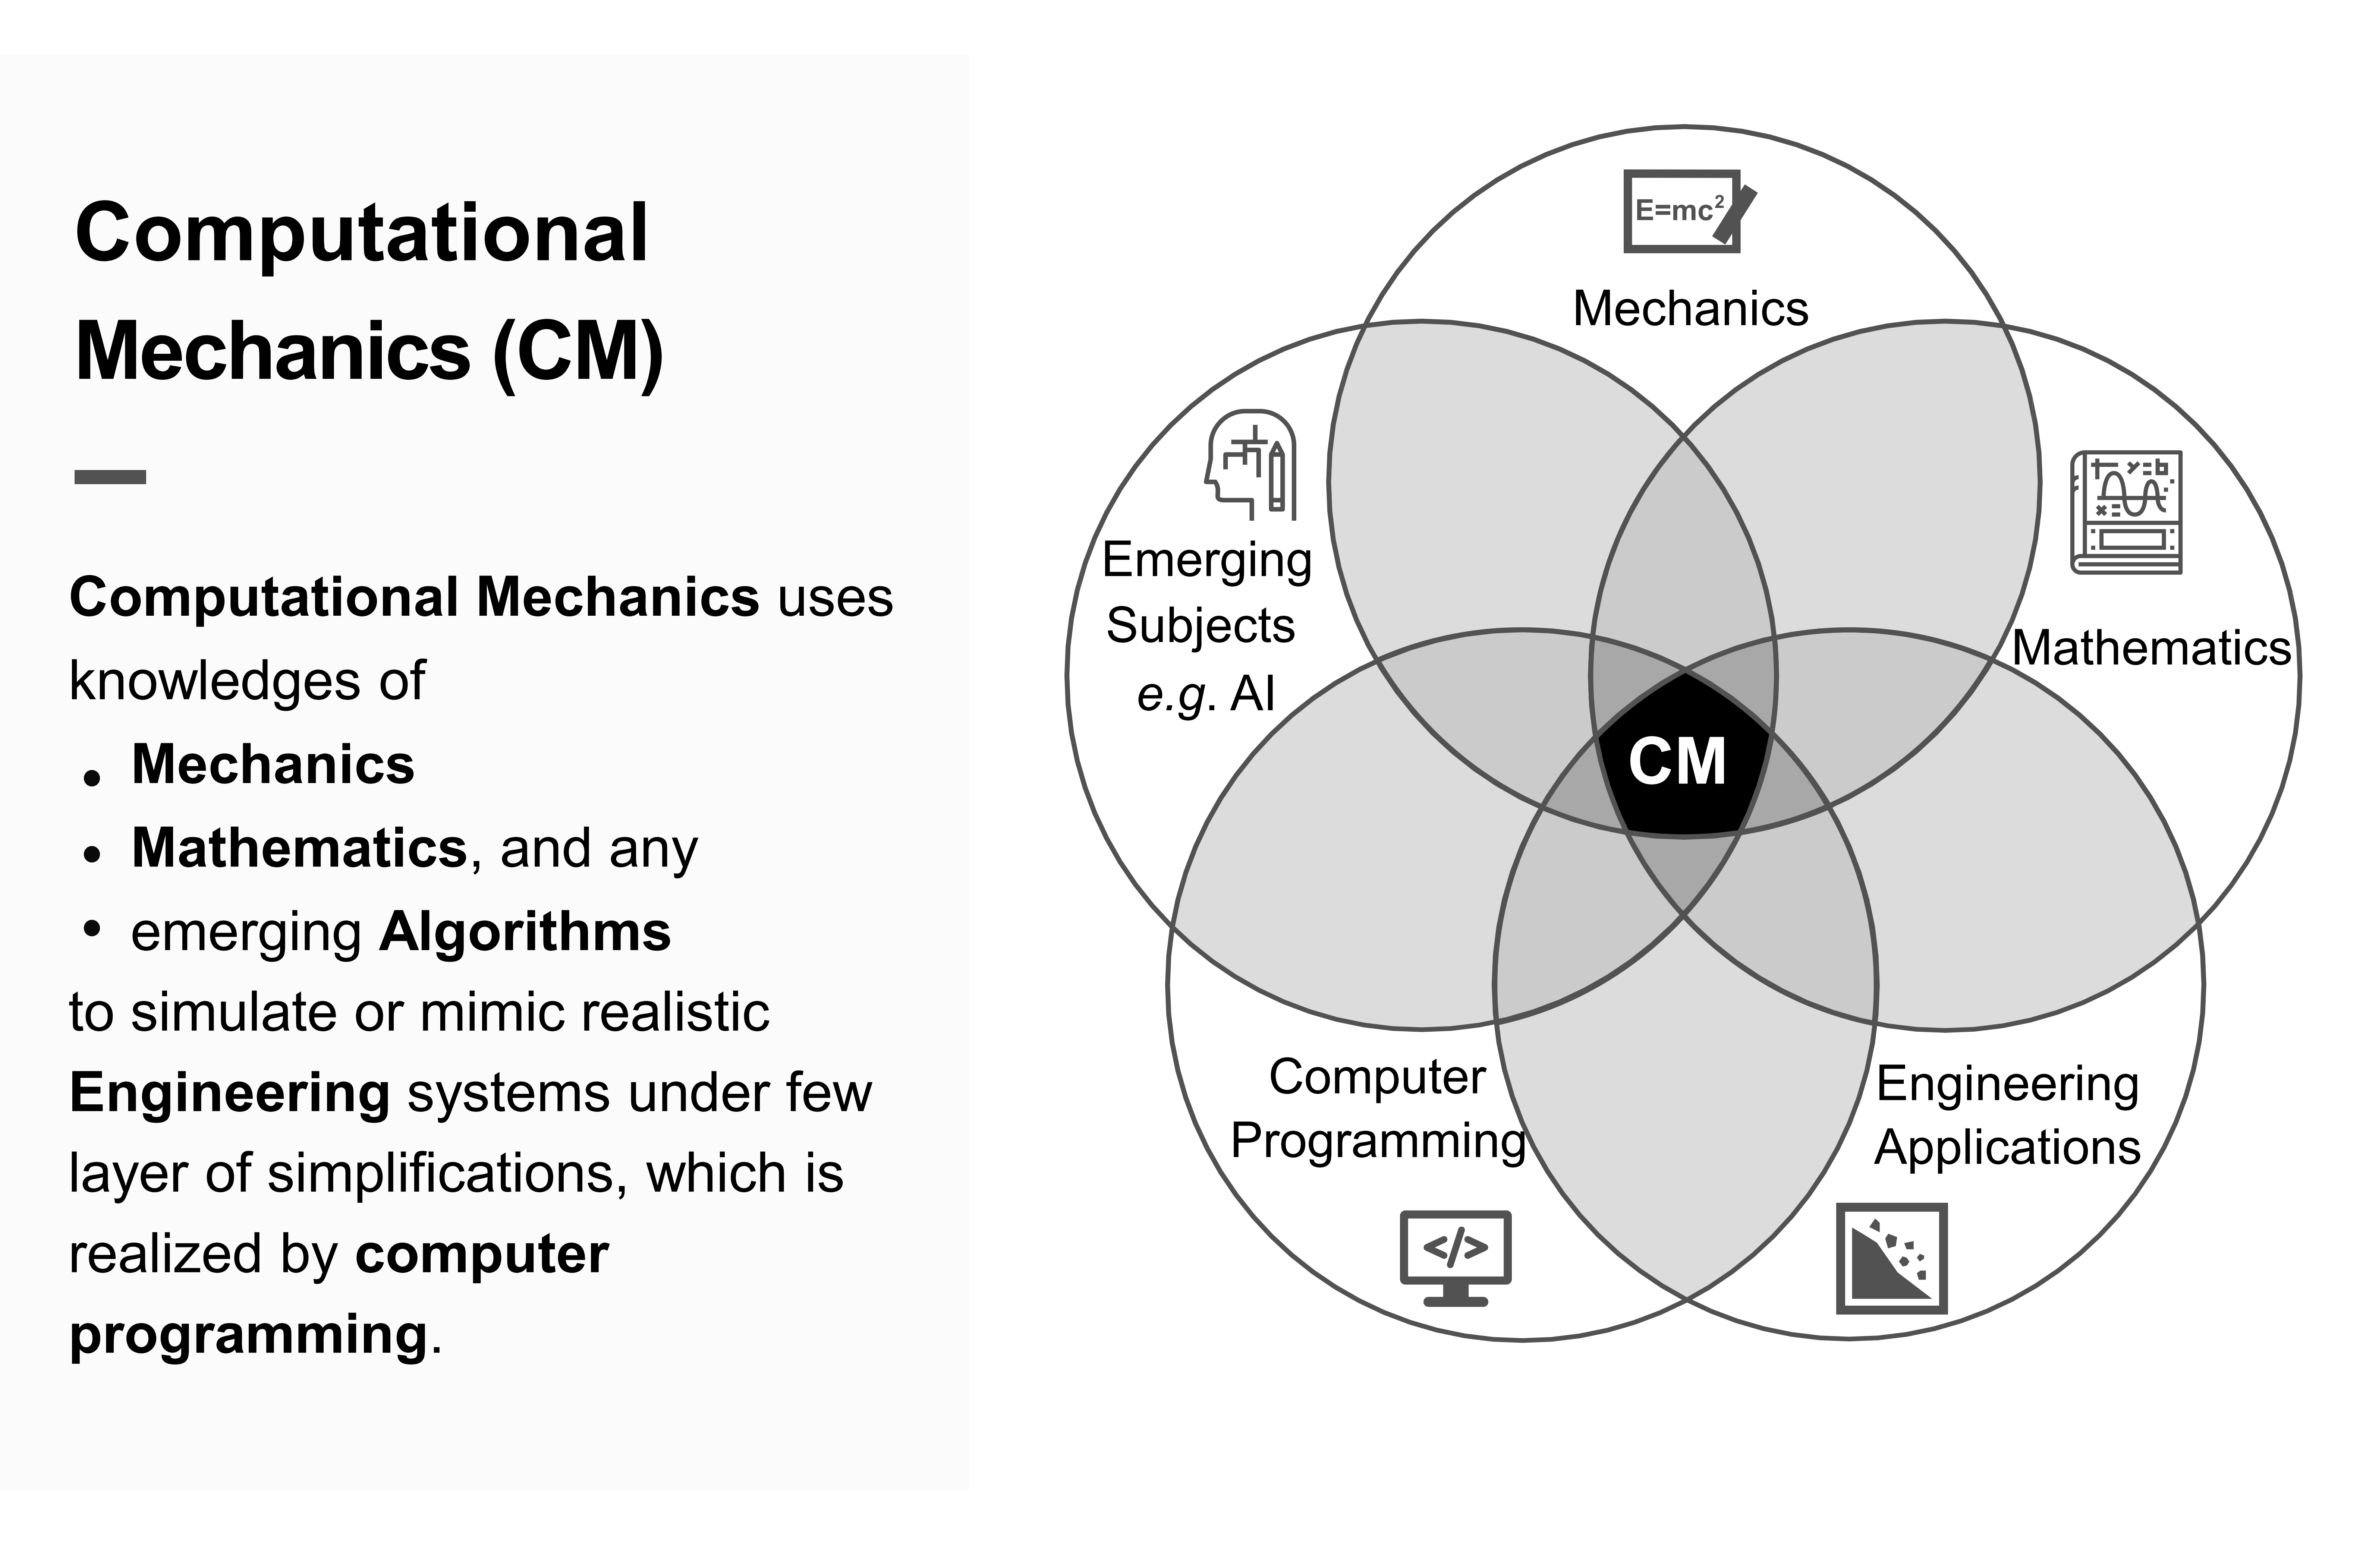 Computational
Mechanics (CM)
Computational Mechanics uses
knowledges of
• Mechanics
• Mathematics, and any
• emerging Algorithms
to simulate or mimic realistic
Engineering systems under few
layer of simplifications, which is
realized by computer
programming.
E=mc²
Mechanics
Emerging
Subjects
e.g. AI
Mathematics
CM
Computer
Programming
</>
Engineering
Applications